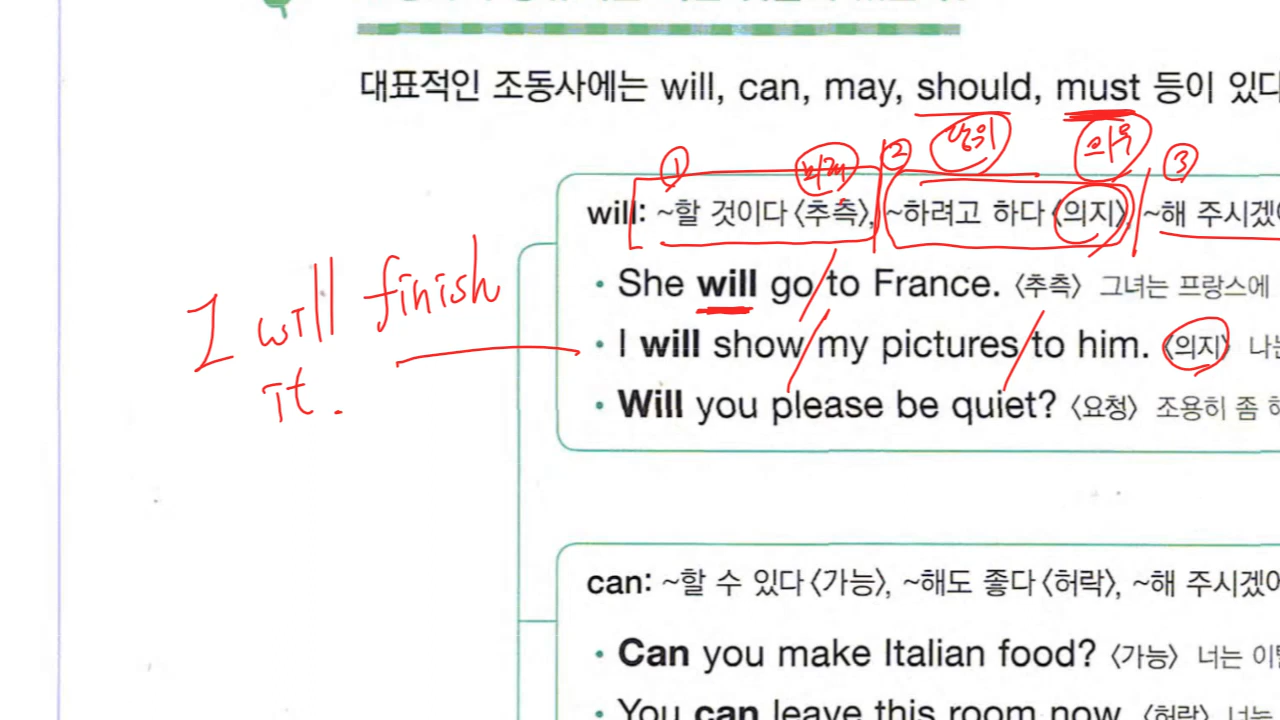 대표적인 조동사에는 will, can, may, should, must 등이 있다
당위 의무
① 미래 ② ③
will: ~할 것이다〈추측〉, ~하려고 하다〈의지〉, ~해 주시겠
• She will go to France. 〈추측〉 그녀는 프랑스에
• I will show my pictures to him. 〈의지〉 나는
• Will you please be quiet? 〈요청〉 조용히 좀
I will finish
it.
can: ~할 수 있다〈가능〉, ~해도 좋다〈허락〉, ~해 주시겠
• Can you make Italian food? 〈가능〉 너는
• You can leave this room now. 〈허락〉 너는